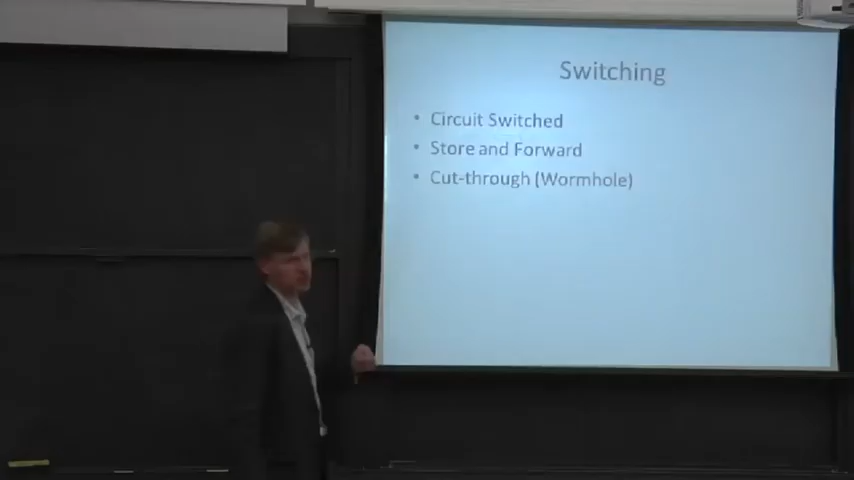 Switching
• Circuit Switched
• Store and Forward
• Cut-through (Wormhole)